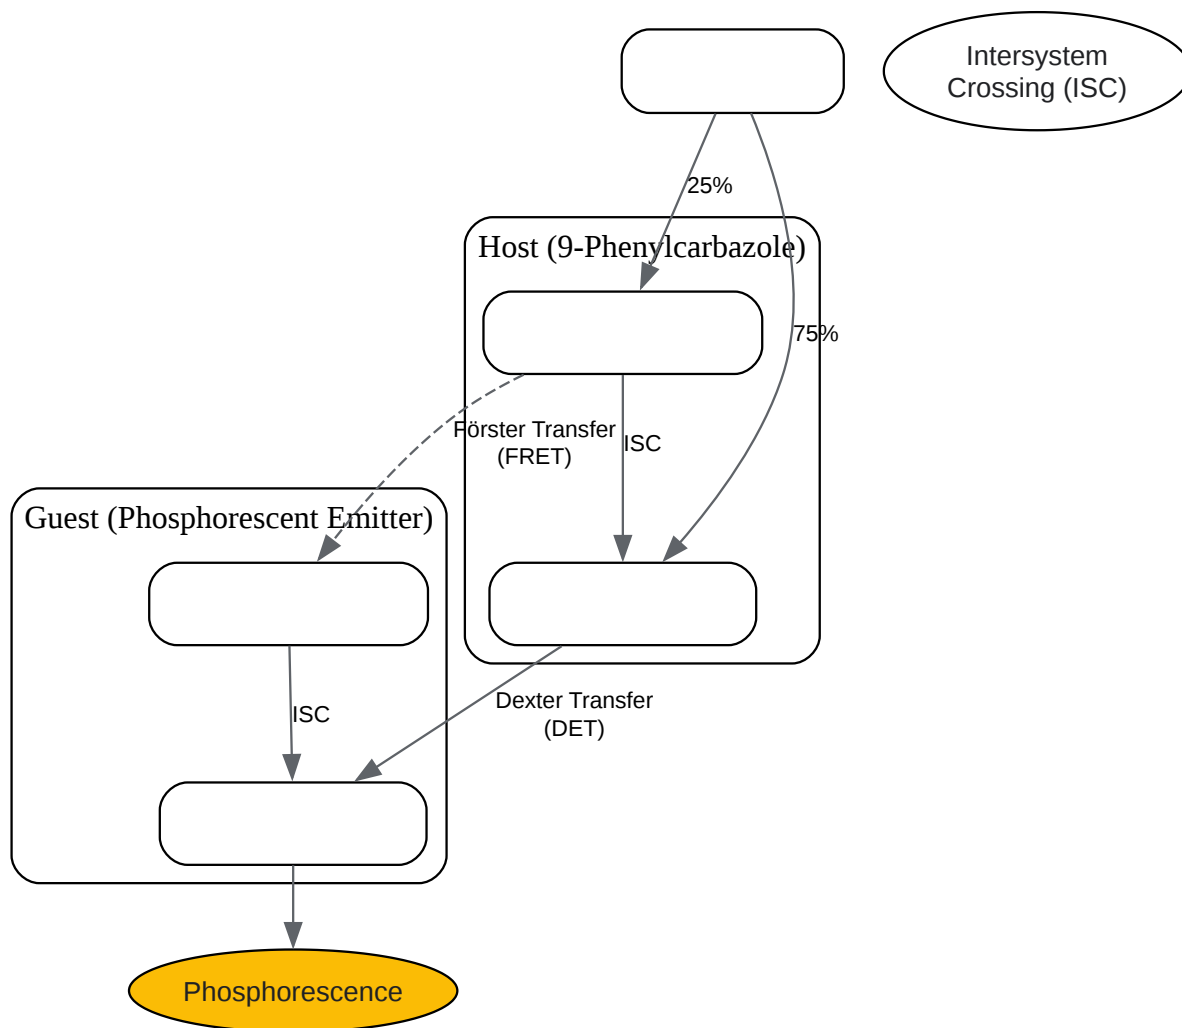 Intersystem
Crossing (ISC)
25%
Host (9-Phenylcarbazole)
75%
Förster Transfer
(FRET)
ISC
Guest (Phosphorescent Emitter)
ISC
Dexter Transfer
(DET)
Phosphorescence